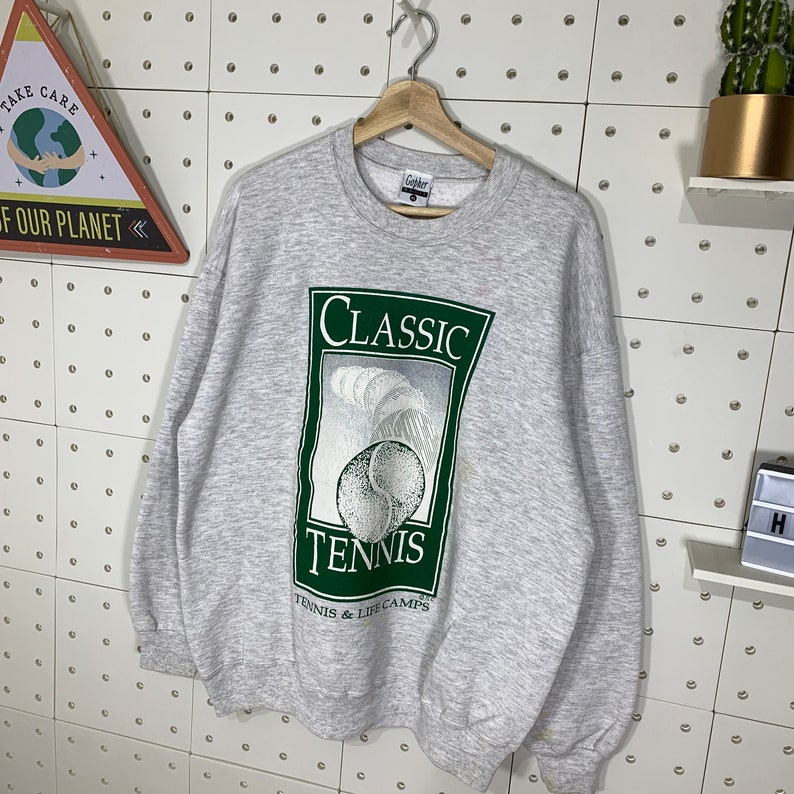 TAKE CARE
OF OUR PLANET
Gopher
CLASSIC
TENNIS
TENNIS & LIFE CAMPS
H